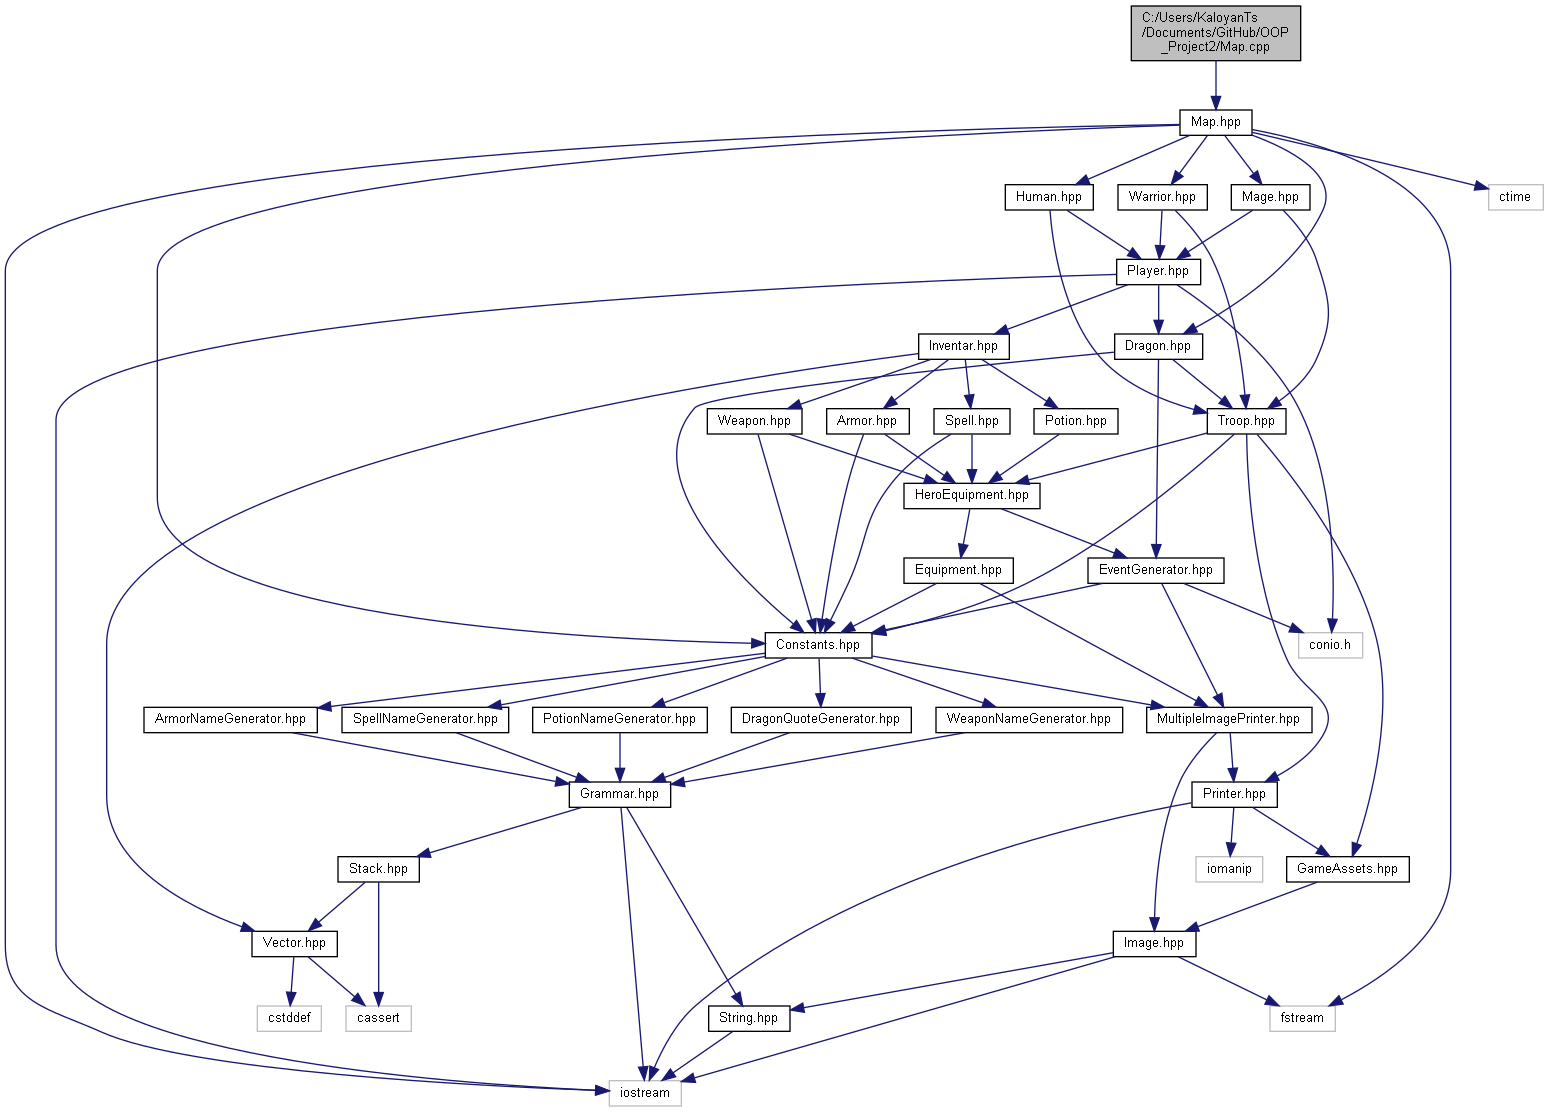 C:/Users/KaloyanTs
/Documents/GitHub/OOP
_Project2/Map.cpp
Map.hpp
Human.hpp
Warrior.hpp
Mage.hpp
ctime
Player.hpp
Inventar.hpp
Dragon.hpp
Weapon.hpp
Armor.hpp
Spell.hpp
Potion.hpp
Troop.hpp
HeroEquipment.hpp
Equipment.hpp
EventGenerator.hpp
Constants.hpp
conio.h
ArmorNameGenerator.hpp
SpellNameGenerator.hpp
PotionNameGenerator.hpp
DragonQuoteGenerator.hpp
WeaponNameGenerator.hpp
MultipleImagePrinter.hpp
Grammar.hpp
Printer.hpp
Stack.hpp
iomanip
GameAssets.hpp
Vector.hpp
Image.hpp
cstddef
cassert
String.hpp
fstream
iostream